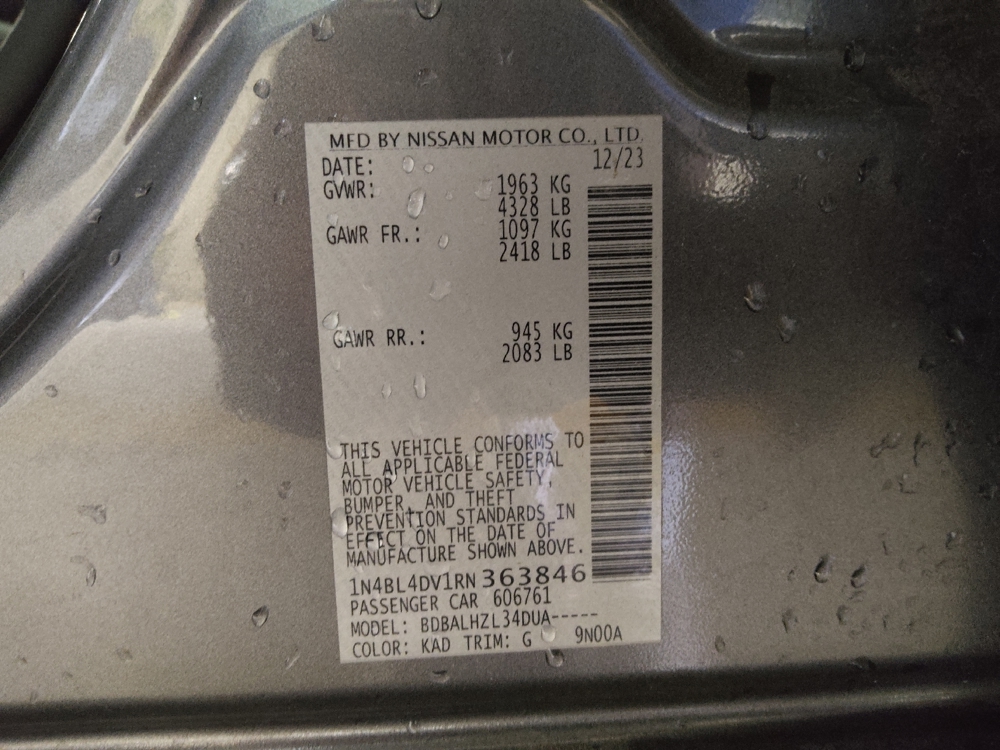 MFD BY NISSAN MOTOR CO., LTD.
DATE: 12/23
GVWR: 1963 KG
4328 LB
GAWR FR.: 1097 KG
2418 LB
GAWR RR.: 945 KG
2083 LB
THIS VEHICLE CONFORMS TO
ALL APPLICABLE FEDERAL
MOTOR VEHICLE SAFETY,
BUMPER, AND THEFT
PREVENTION STANDARDS IN
EFFECT ON THE DATE OF
MANUFACTURE SHOWN ABOVE.
1N4BL4DV1RN363846
PASSENGER CAR 606761
MODEL: BDBALHZL34DUA-----
COLOR: KAD TRIM: G 9N00A